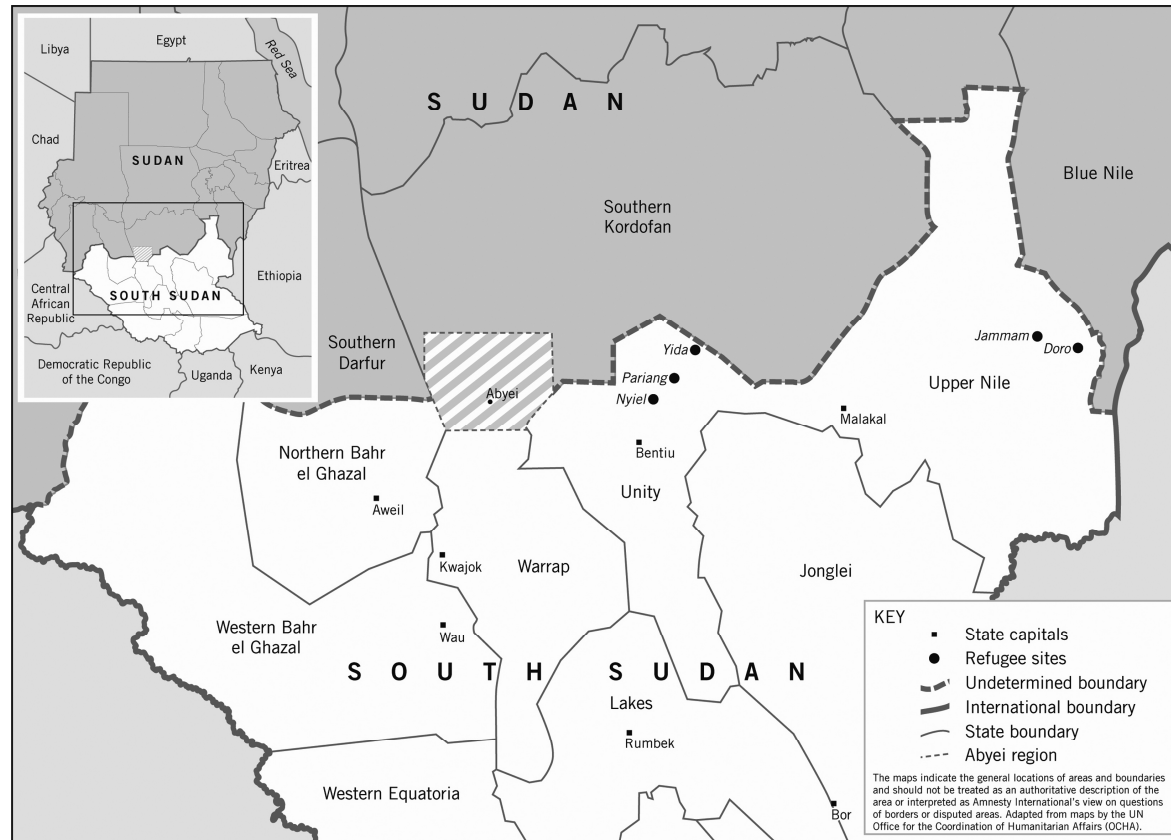 Libya
Egypt
Red Sea
Chad
SUDAN
Eritrea
Ethiopia
Central
African
Republic
SOUTH SUDAN
Democratic Republic
of the Congo
Uganda
Kenya
SUDAN
Southern
Kordofan
Blue Nile
Southern
Darfur
Abyei
Yida
Pariang
Nyiel
Jammam
Doro
Upper Nile
Malakal
Bentiu
Unity
Northern Bahr
el Ghazal
Aweil
Kwajok
Warrap
Jonglei
Western Bahr
el Ghazal
Wau
SOUTH SUDAN
Lakes
Rumbek
Western Equatoria
Bor
KEY
State capitals
Refugee sites
Undetermined boundary
International boundary
State boundary
Abyei region
The maps indicate the general locations of areas and boundaries
and should not be treated as an authoritative description of the
area or interpreted as Amnesty International's view on questions
of borders or disputed areas. Adapted from maps by the UN
Office for the Coordination of Humanitarian Affairs (OCHA).